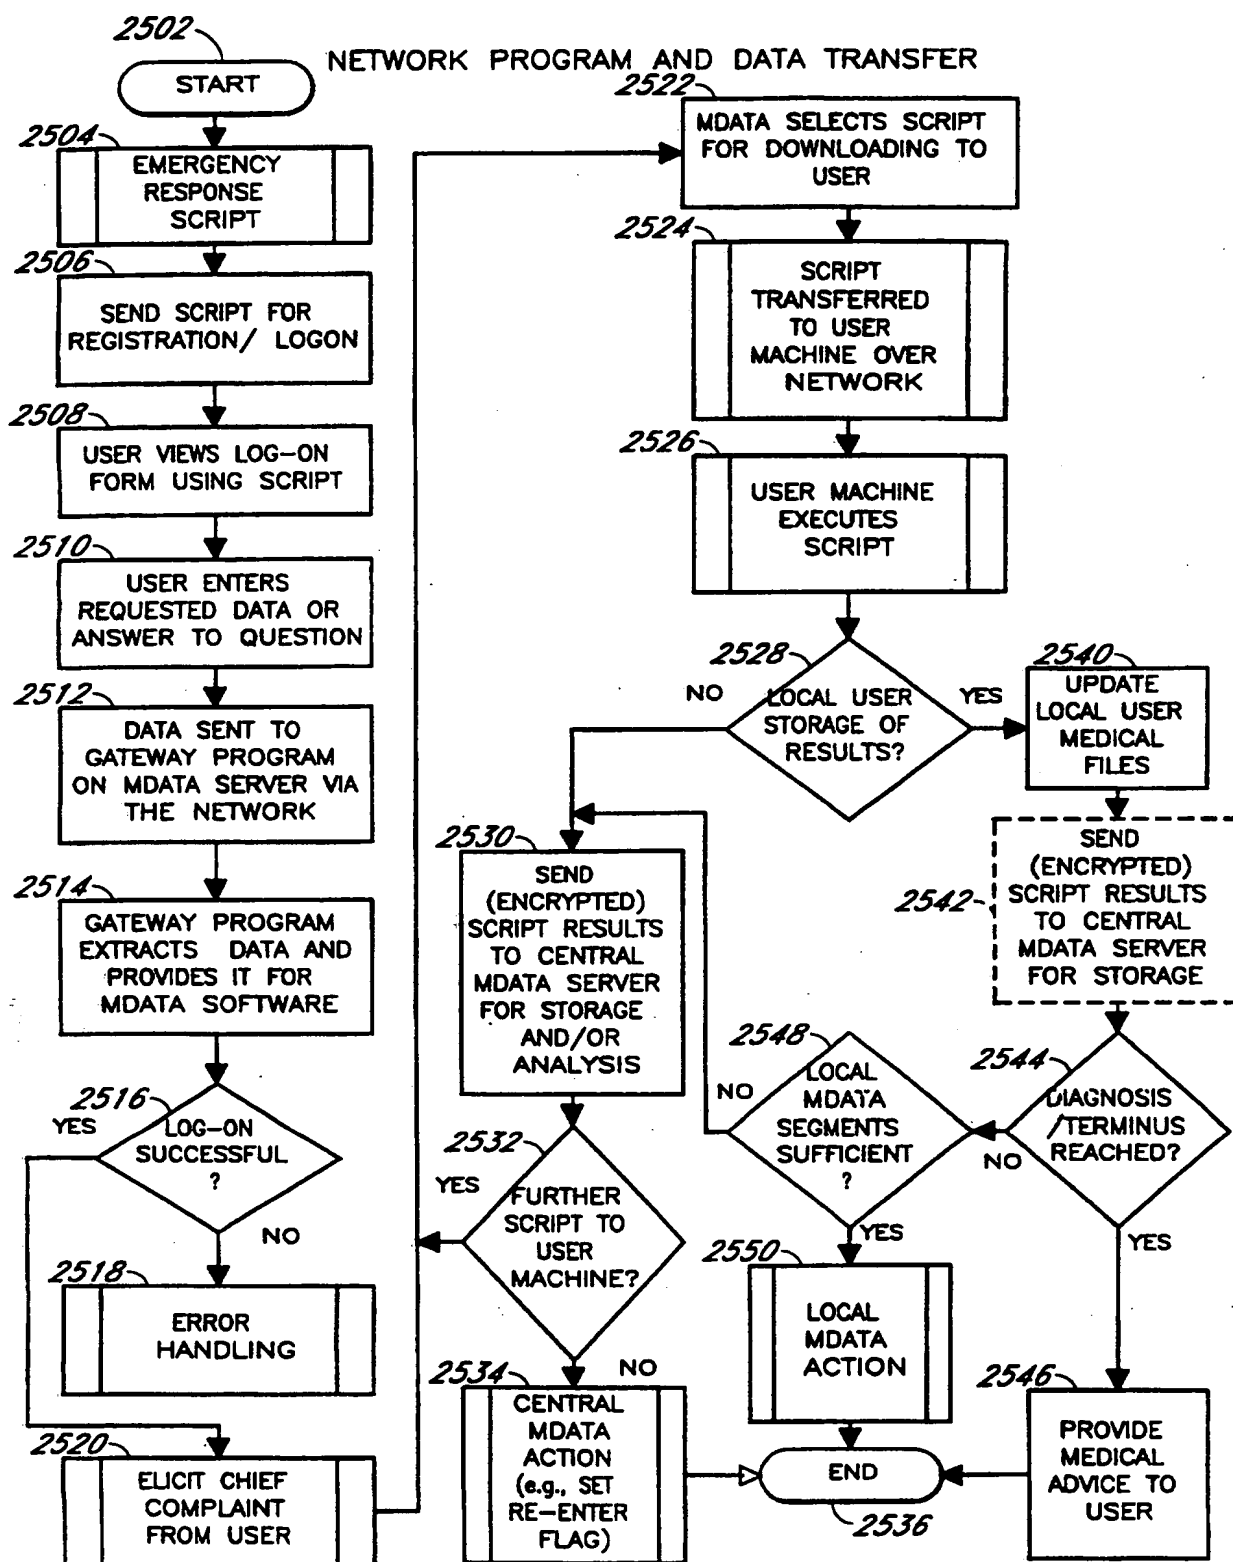 NETWORK PROGRAM AND DATA TRANSFER
2502
START
2504
EMERGENCY
RESPONSE
SCRIPT
2506
SEND SCRIPT FOR
REGISTRATION/ LOGON
2508
USER VIEWS LOG-ON
FORM USING SCRIPT
2510
USER ENTERS
REQUESTED DATA OR
ANSWER TO QUESTION
2512
DATA SENT TO
GATEWAY PROGRAM
ON MDATA SERVER VIA
THE NETWORK
2514
GATEWAY PROGRAM
EXTRACTS DATA AND
PROVIDES IT FOR
MDATA SOFTWARE
2516
YES
LOG-ON
SUCCESSFUL
?
NO
2518
ERROR
HANDLING
2520
ELICIT CHIEF
COMPLAINT
FROM USER
2522
MDATA SELECTS SCRIPT
FOR DOWNLOADING TO
USER
2524
SCRIPT
TRANSFERRED
TO USER
MACHINE OVER
NETWORK
2526
USER MACHINE
EXECUTES
SCRIPT
2528
NO
LOCAL USER
STORAGE OF
RESULTS?
YES
2530
SEND
(ENCRYPTED)
SCRIPT RESULTS
TO CENTRAL
MDATA SERVER
FOR STORAGE
AND/OR
ANALYSIS
2532
YES
FURTHER
SCRIPT TO
USER
MACHINE?
NO
2534
CENTRAL
MDATA
ACTION
(e.g., SET
RE-ENTER
FLAG)
2540
UPDATE
LOCAL USER
MEDICAL
FILES
2542
SEND
(ENCRYPTED)
SCRIPT RESULTS
TO CENTRAL
MDATA SERVER
FOR STORAGE
2544
DIAGNOSIS
/TERMINUS
REACHED?
NO
YES
2548
NO
LOCAL
MDATA
SEGMENTS
SUFFICIENT
?
YES
2550
LOCAL
MDATA
ACTION
2546
PROVIDE
MEDICAL
ADVICE TO
USER
END
2536